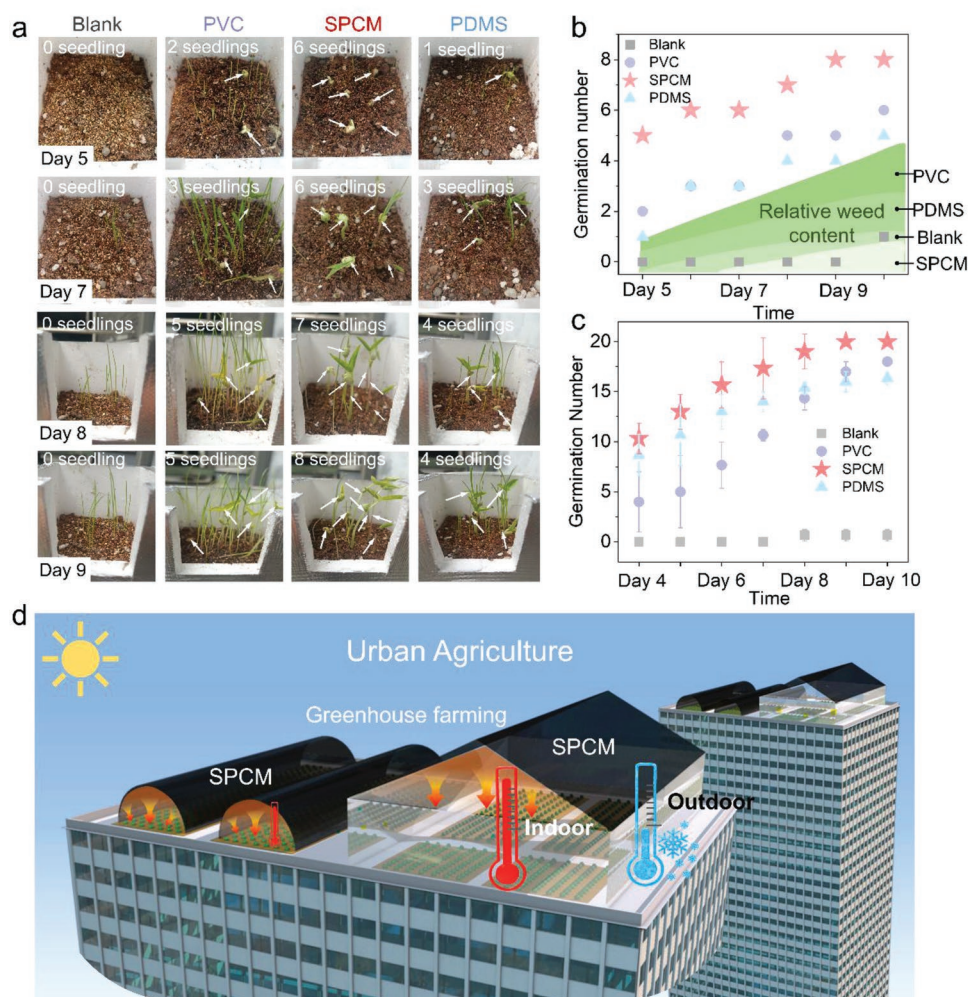 a
Blank PVC SPCM PDMS
0 seedling 2 seedlings 6 seedlings 1 seedling
Day 5
0 seedling 3 seedlings 6 seedlings 3 seedlings
Day 7
0 seedlings 5 seedlings 7 seedlings 4 seedlings
Day 8
0 seedling 5 seedlings 8 seedlings 4 seedlings
Day 9
b
Germination number
8
6
4
2
0
Blank
PVC
SPCM
PDMS
Relative weed
content
PVC
PDMS
Blank
SPCM
Day 5 Day 7 Day 9
Time
c
Germination Number
20
15
10
5
0
Blank
PVC
SPCM
PDMS
Day 4 Day 6 Day 8 Day 10
Time
d
Urban Agriculture
Greenhouse farming
SPCM
SPCM
Indoor
Outdoor